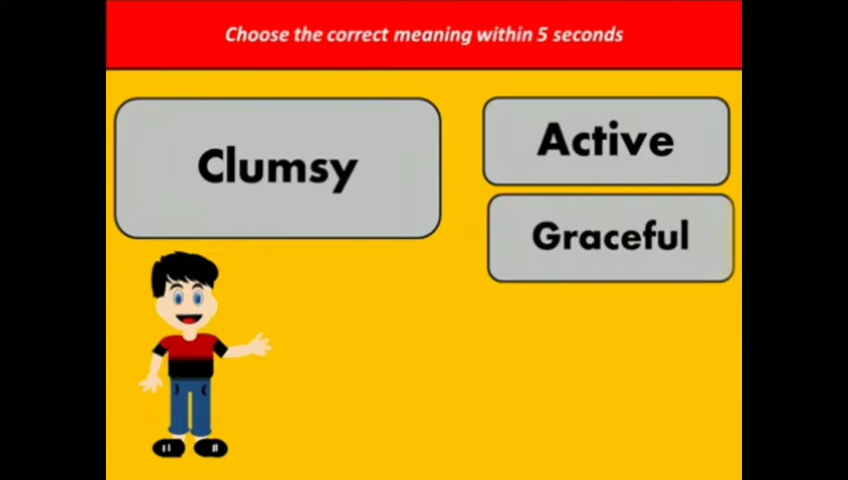 Choose the correct meaning within 5 seconds
Clumsy
Active
Graceful